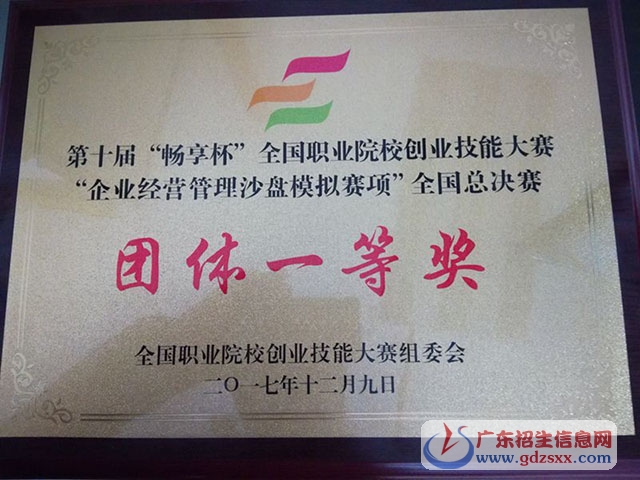 第十届“畅享杯”全国职业院校创业技能大赛
“企业经营管理沙盘模拟赛项”全国总决赛
团体一等奖
全国职业院校创业技能大赛组委会
二〇一七年十二月九日
广东招生信息网
www.gdzsxx.com